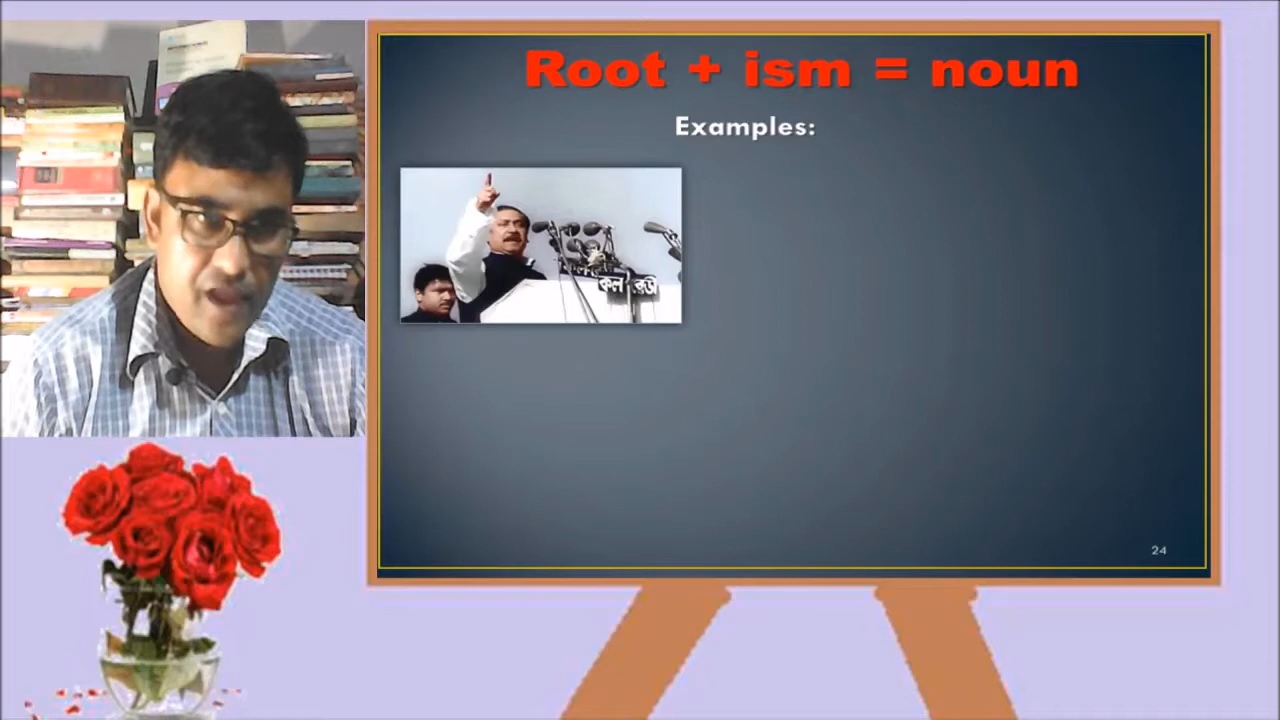 Root + ism = noun
Examples:
24